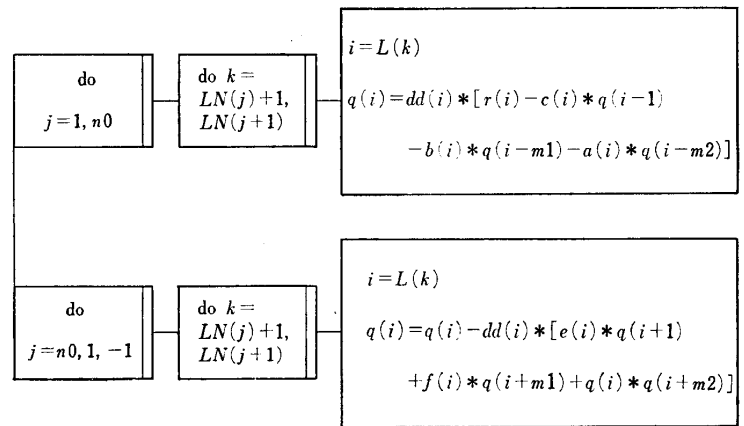 do
j=1, n0
do k=
LN(j)+1,
LN(j+1)
i=L(k)
q(i)=dd(i)*[r(i)-c(i)*q(i-1)
-b(i)*q(i-m1)-a(i)*q(i-m2)]
do
j=n0, 1, -1
do k=
LN(j)+1,
LN(j+1)
i=L(k)
q(i)=q(i)-dd(i)*[e(i)*q(i+1)
+f(i)*q(i+m1)+q(i)*q(i+m2)]